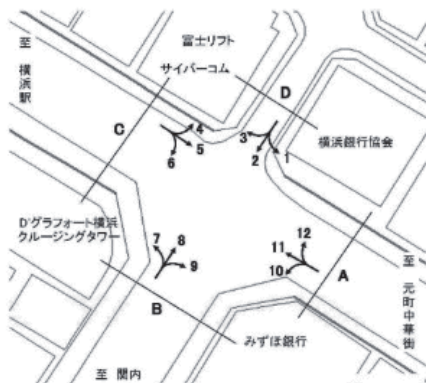 至 横浜駅
富士リフト
サイバーコム
D
C
4
3
5
6
2
1
横浜銀行協会
D'グラフォート横浜
クルージングタワー
7
8
9
12
11
10
A
B
至 元町中華街
みずほ銀行
至 関内